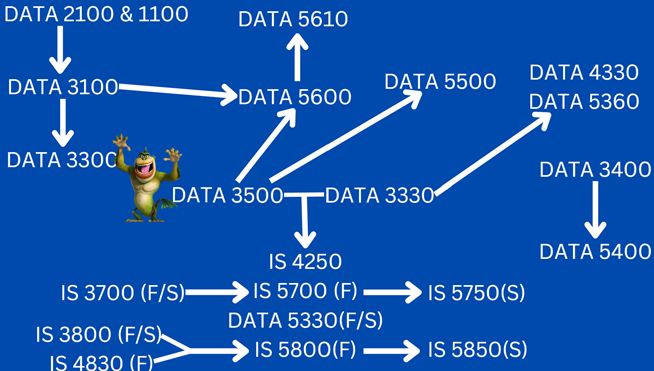 DATA 2100 & 1100
DATA 5610
DATA 3100
DATA 5600
DATA 5500
DATA 4330
DATA 5360
DATA 3300
DATA 3500
DATA 3330
DATA 3400
IS 4250
DATA 5400
IS 3700 (F/S)
IS 5700 (F)
IS 5750(S)
DATA 5330(F/S)
IS 3800 (F/S)
IS 4830 (F)
IS 5800(F)
IS 5850(S)